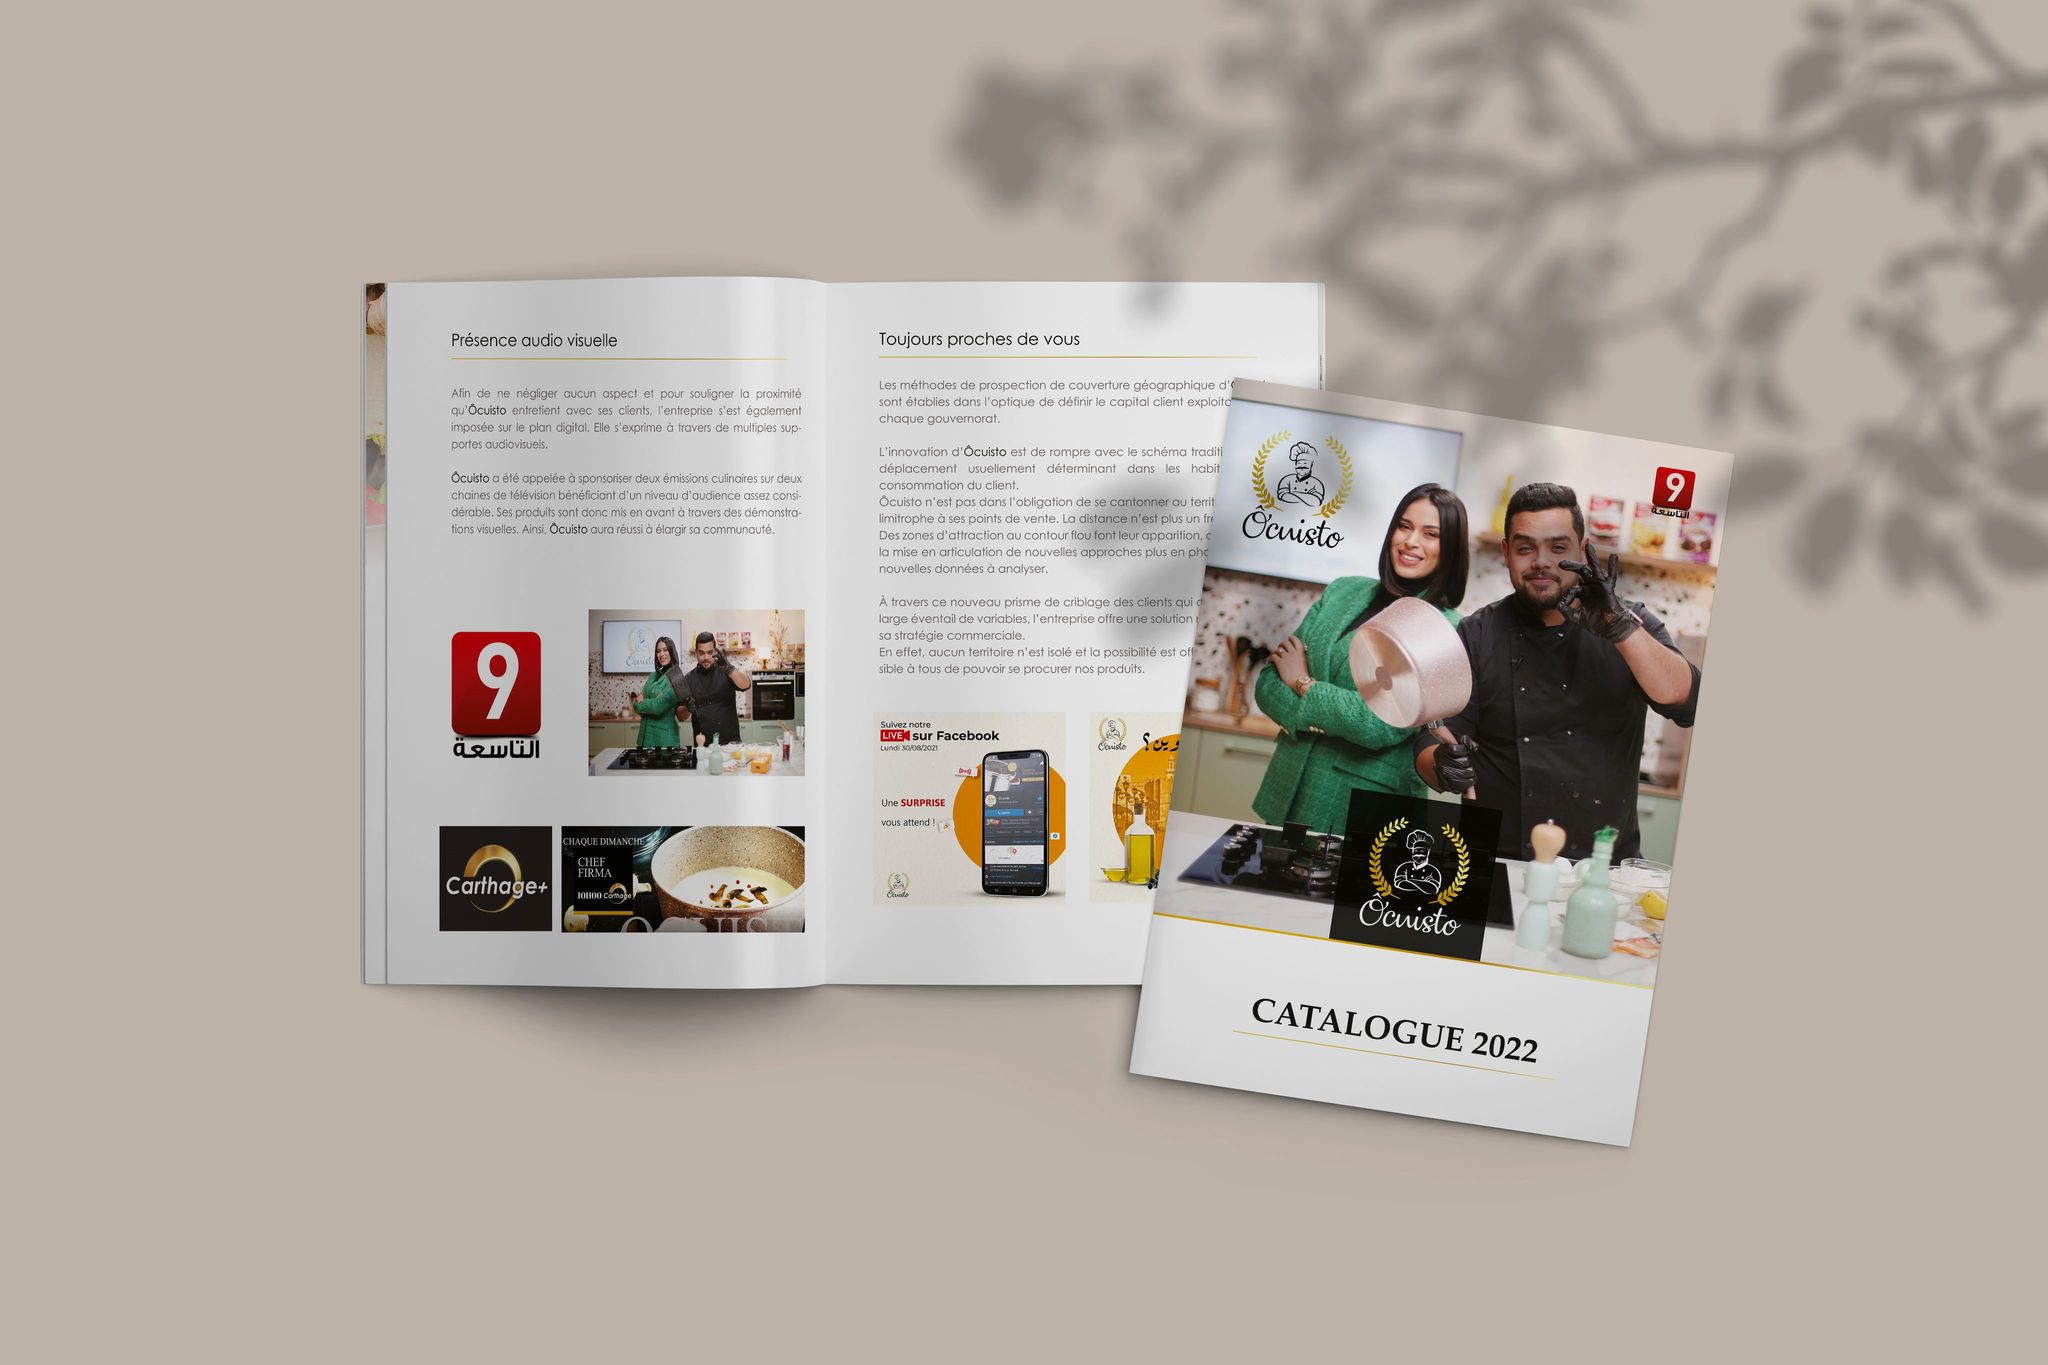 Présence audio visuelle
Afin de ne négliger aucun aspect et pour souligner la proximité
qu'Ôcuisto entretient avec ses clients, l'entreprise s'est également
imposée sur le plan digital. Elle s'exprime à travers de multiples sup-
portes audiovisuels.
Ôcuisto a été appelée à sponsoriser deux émissions culinaires sur deux
chaines de télévision bénéficiant d'un niveau d'audience assez consi-
dérable. Ses produits sont donc mis en avant à travers des démonstra-
tions visuelles. Ainsi, Ôcuisto aura réussi à élargir sa communauté.
9
التاسعة
Carthage+
CHAQUE DIMANCHE
CHEF
FIRMA
10H00 Carthage
Toujours proches de vous
Les méthodes de prospection de couverture géographique d'
sont établies dans l'optique de définir le capital client
chaque gouvernorat.
L'innovation d'Ôcuisto est de rompre avec le schéma
déplacement usuellement déterminant dans les
consommation du client.
Ôcuisto n'est pas dans l'obligation de se cantonner au
limitrophe à ses points de vente. La distance n'est plus un
Des zones d'attraction au contour flou font leur apparition,
la mise en articulation de nouvelles approches plus en
nouvelles données à analyser.
À travers ce nouveau prisme de criblage des clients qui
large éventail de variables, l'entreprise offre une solution
sa stratégie commerciale.
En effet, aucun territoire n'est isolé et la possibilité est
sible à tous de pouvoir se procurer nos produits.
Suivez notre
LIVE sur Facebook
Lundi 30/08/2021
Une SURPRISE
vous attend !
Ôcuisto
Ôcuisto
Ôcuisto
9
التاسعة
Ôcuisto
CATALOGUE 2022